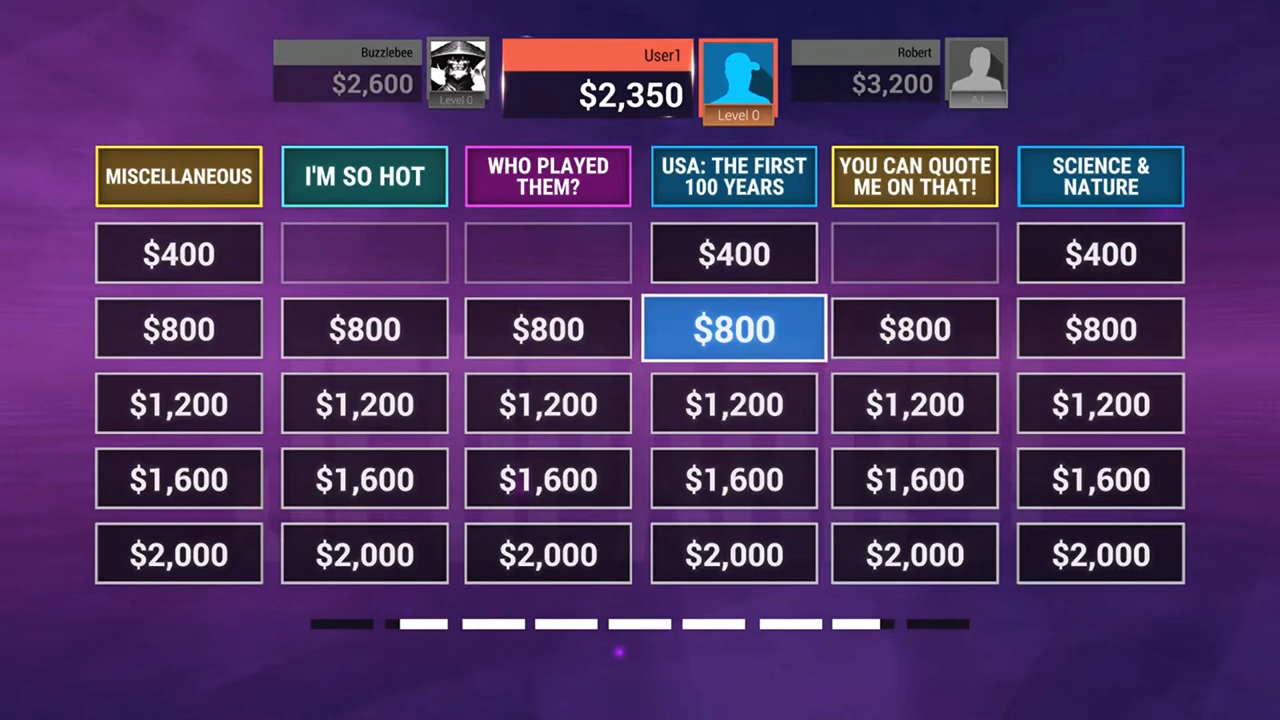 Buzzlebee
$2,600
Level 0
User1
$2,350
Level 0
Robert
$3,200
A.I.
MISCELLANEOUS
I'M SO HOT
WHO PLAYED
THEM?
USA: THE FIRST
100 YEARS
YOU CAN QUOTE
ME ON THAT!
SCIENCE &
NATURE
$400
$400
$400
$800
$800
$800
$800
$800
$800
$1,200
$1,200
$1,200
$1,200
$1,200
$1,200
$1,600
$1,600
$1,600
$1,600
$1,600
$1,600
$2,000
$2,000
$2,000
$2,000
$2,000
$2,000